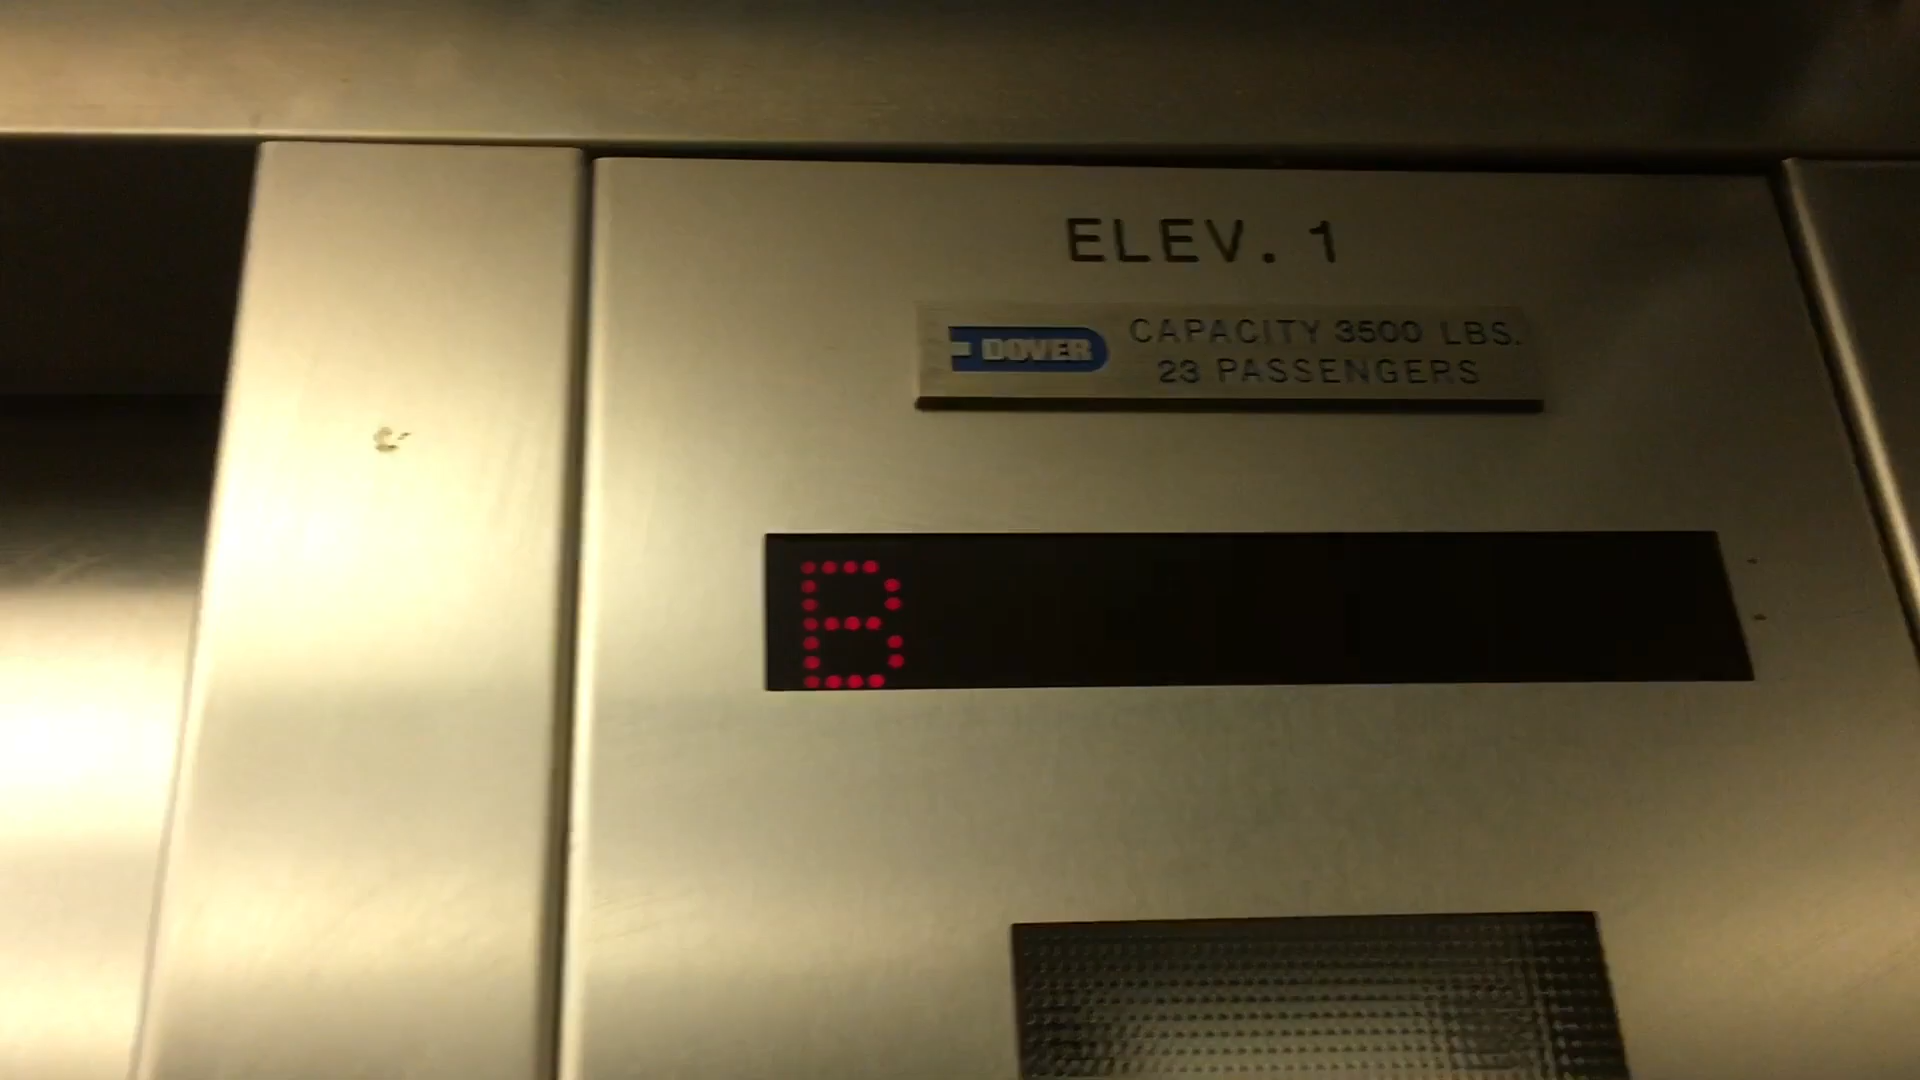 ELEV. 1
DOVER
CAPACITY 3500 LBS.
23 PASSENGERS
B